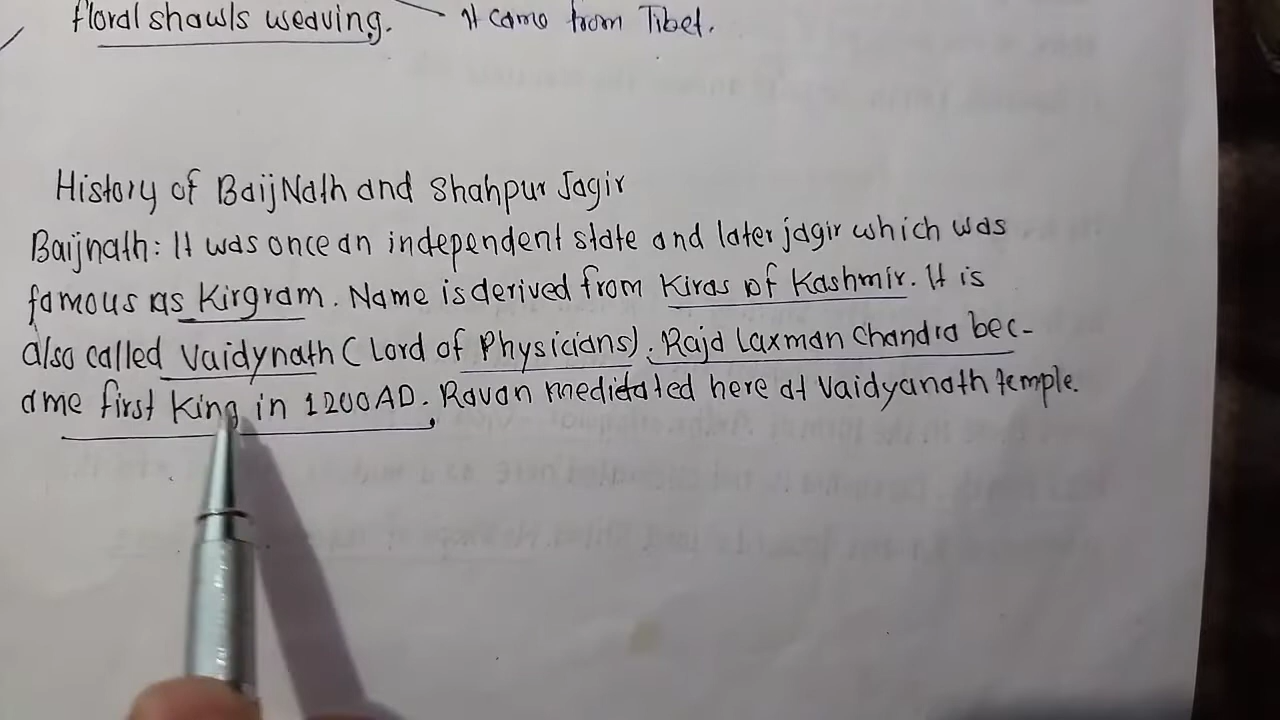 floral shawls weaving. It came from Tibet.
History of BaijNath and Shahpur Jagir
Baijnath: It was once an independent state and later jagir which was
famous as Kirgram. Name is derived from Kiras of Kashmir. It is
also called Vaidynath (Lord of Physicians). Raja Laxman Chandra bec-
ame first King in 1200AD. Ravan meditated here at Vaidyanath temple.